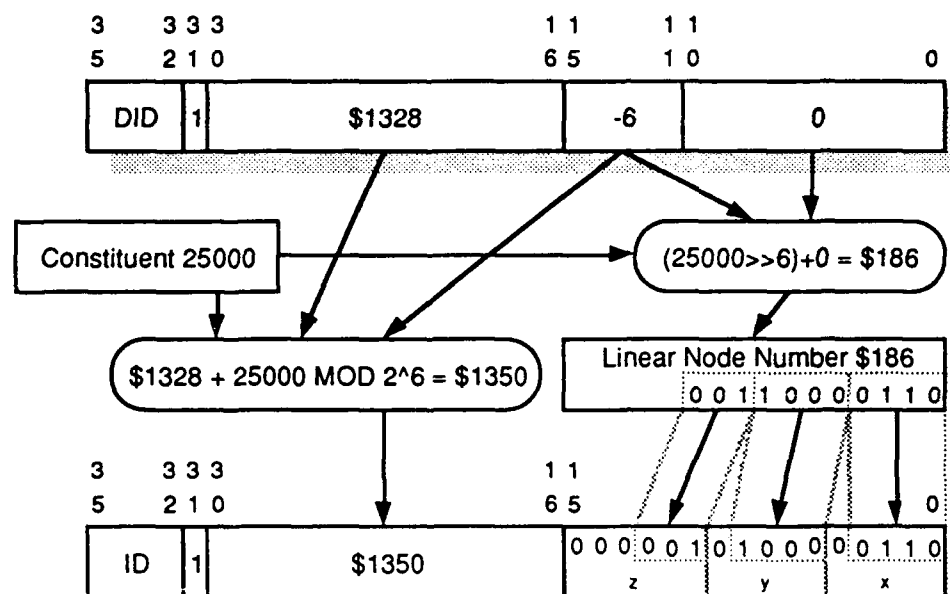 3 3 3 3 1 1 1 1
5 2 1 0 6 5 1 0 0
DID 1 $1328 -6 0
Constituent 25000
(25000>>6)+0 = $186
$1328 + 25000 MOD 2^6 = $1350
Linear Node Number $186
0 0 1 1 0 0 0 0 1 1 0
3 3 3 3 1 1
5 2 1 0 6 5 0
ID 1 $1350 0 0 0 0 0 1 0 1 0 0 0 0 0 1 1 0
z y x